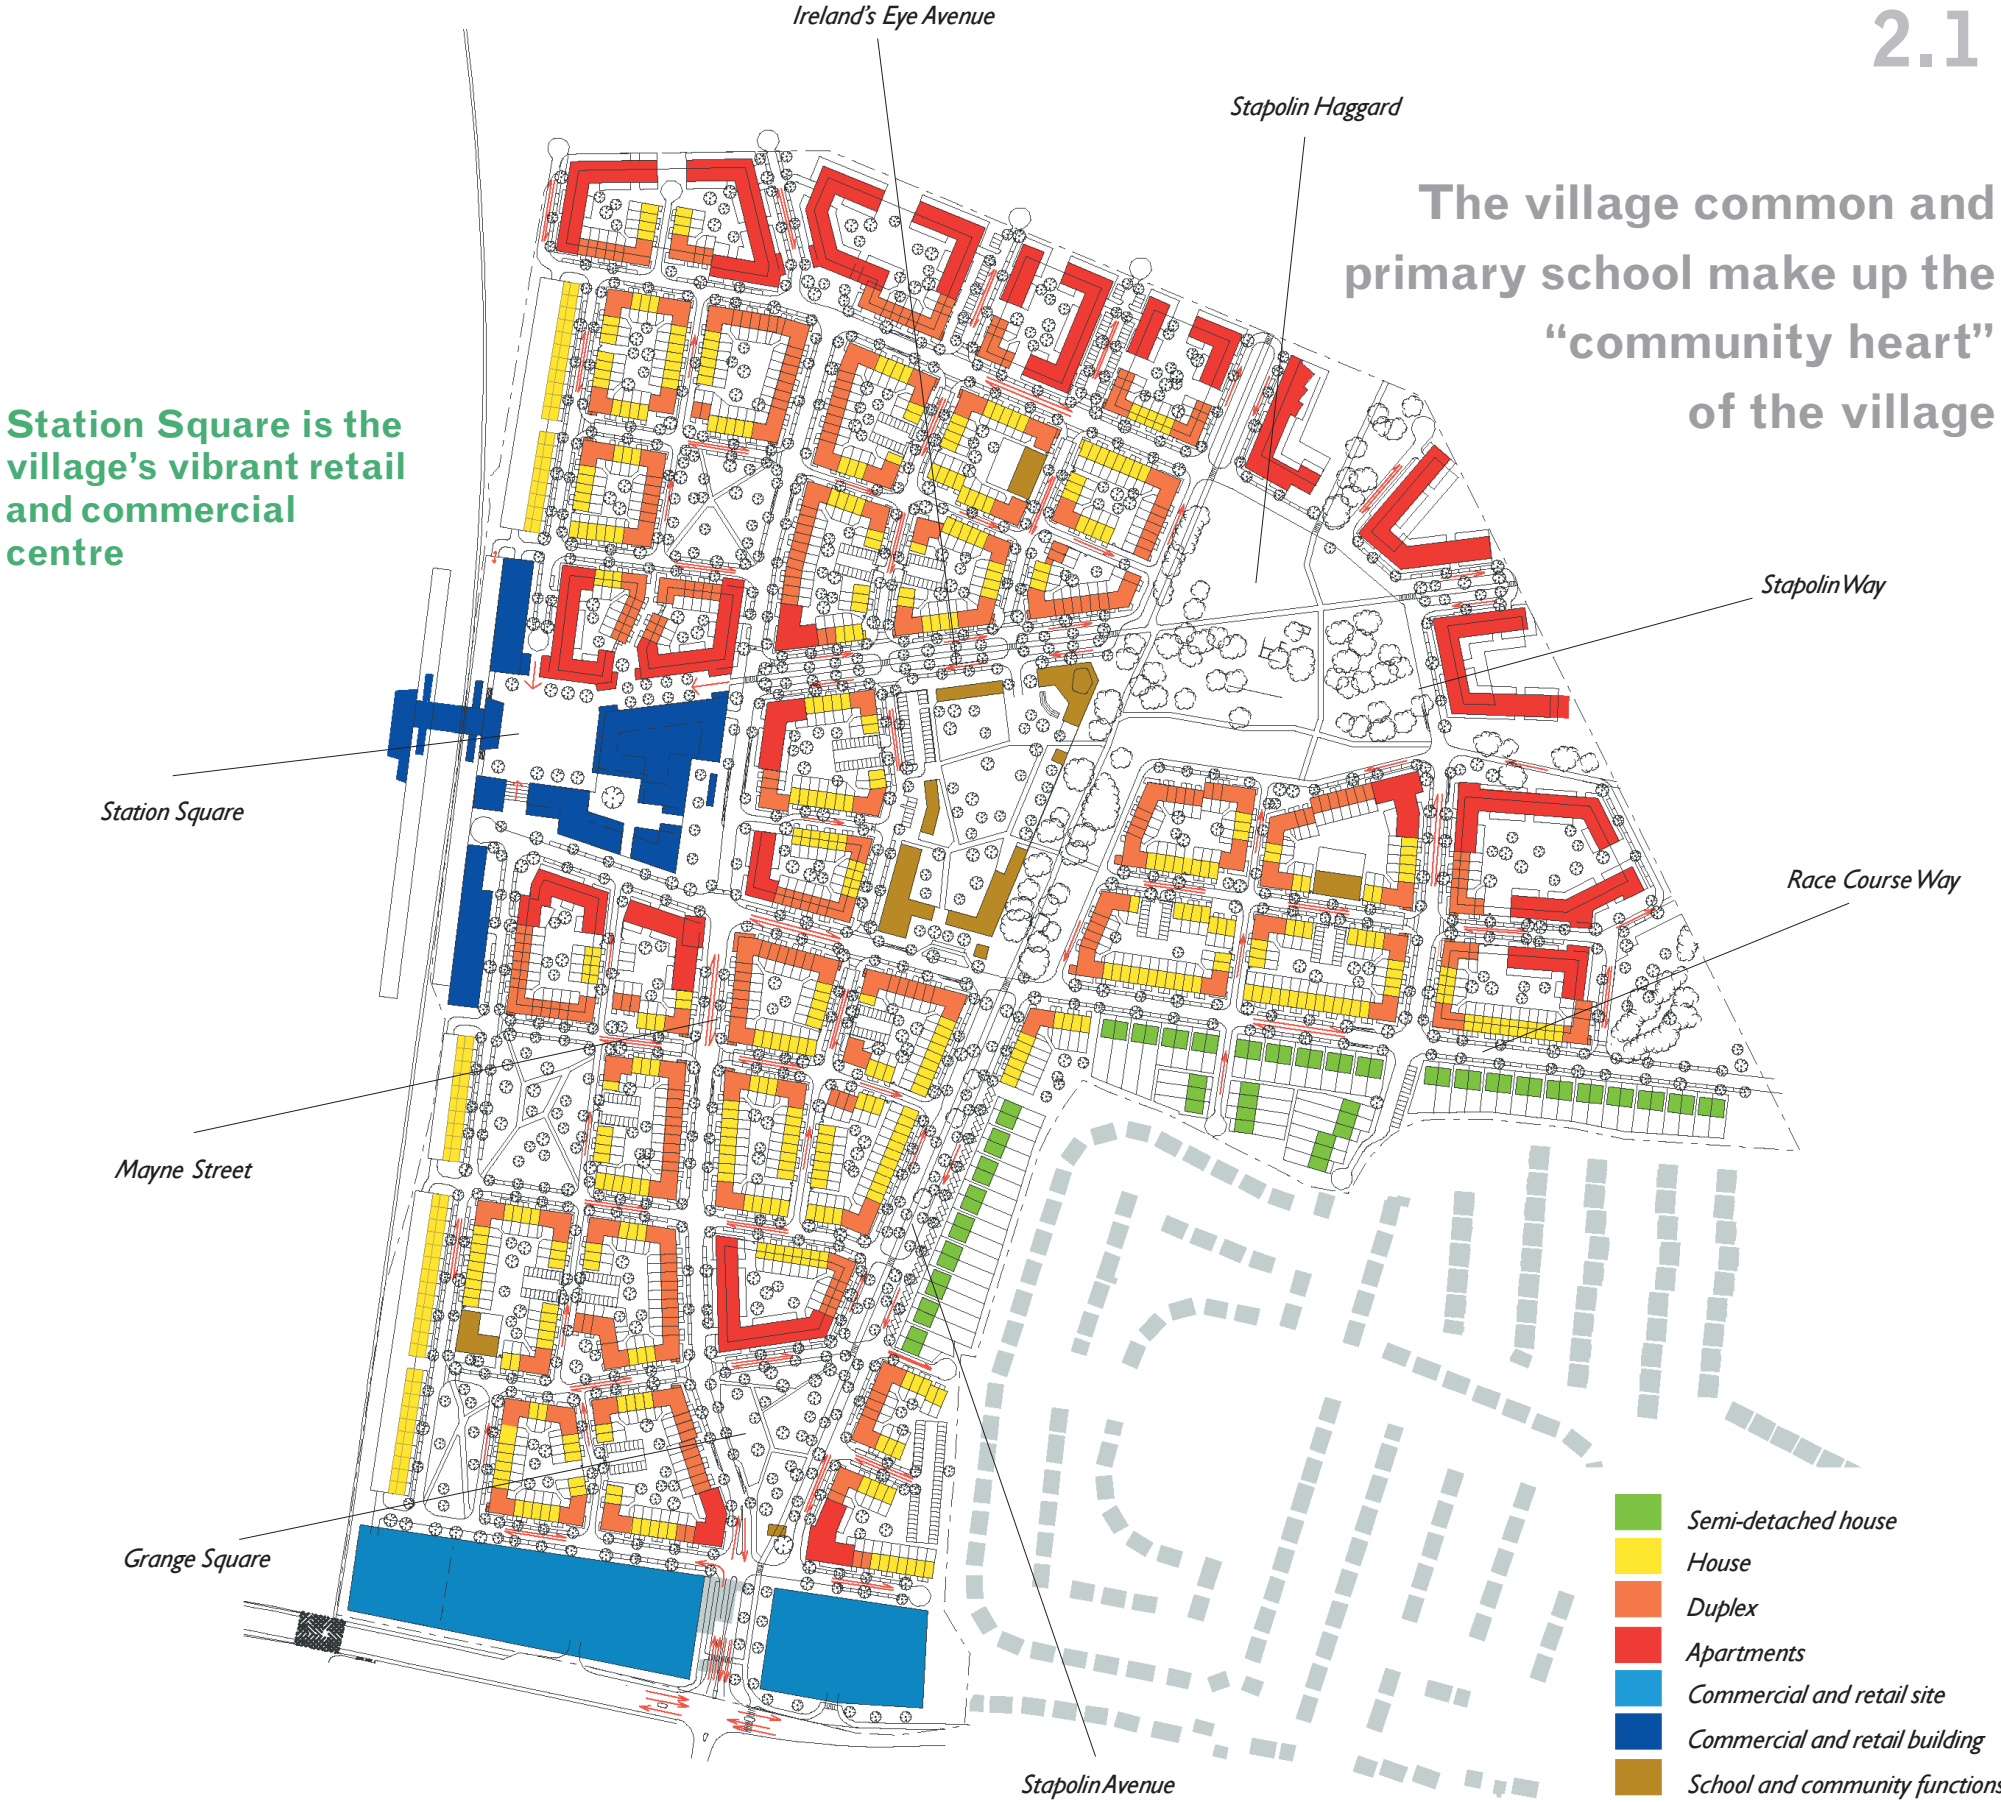 Ireland's Eye Avenue
2.1
Stapolin Haggard
The village common and
primary school make up the
“community heart”
of the village
Station Square is the
village's vibrant retail
and commercial
centre
Stapolin Way
Station Square
Race Course Way
Mayne Street
Grange Square
Stapolin Avenue
Semi-detached house
House
Duplex
Apartments
Commercial and retail site
Commercial and retail building
School and community functions